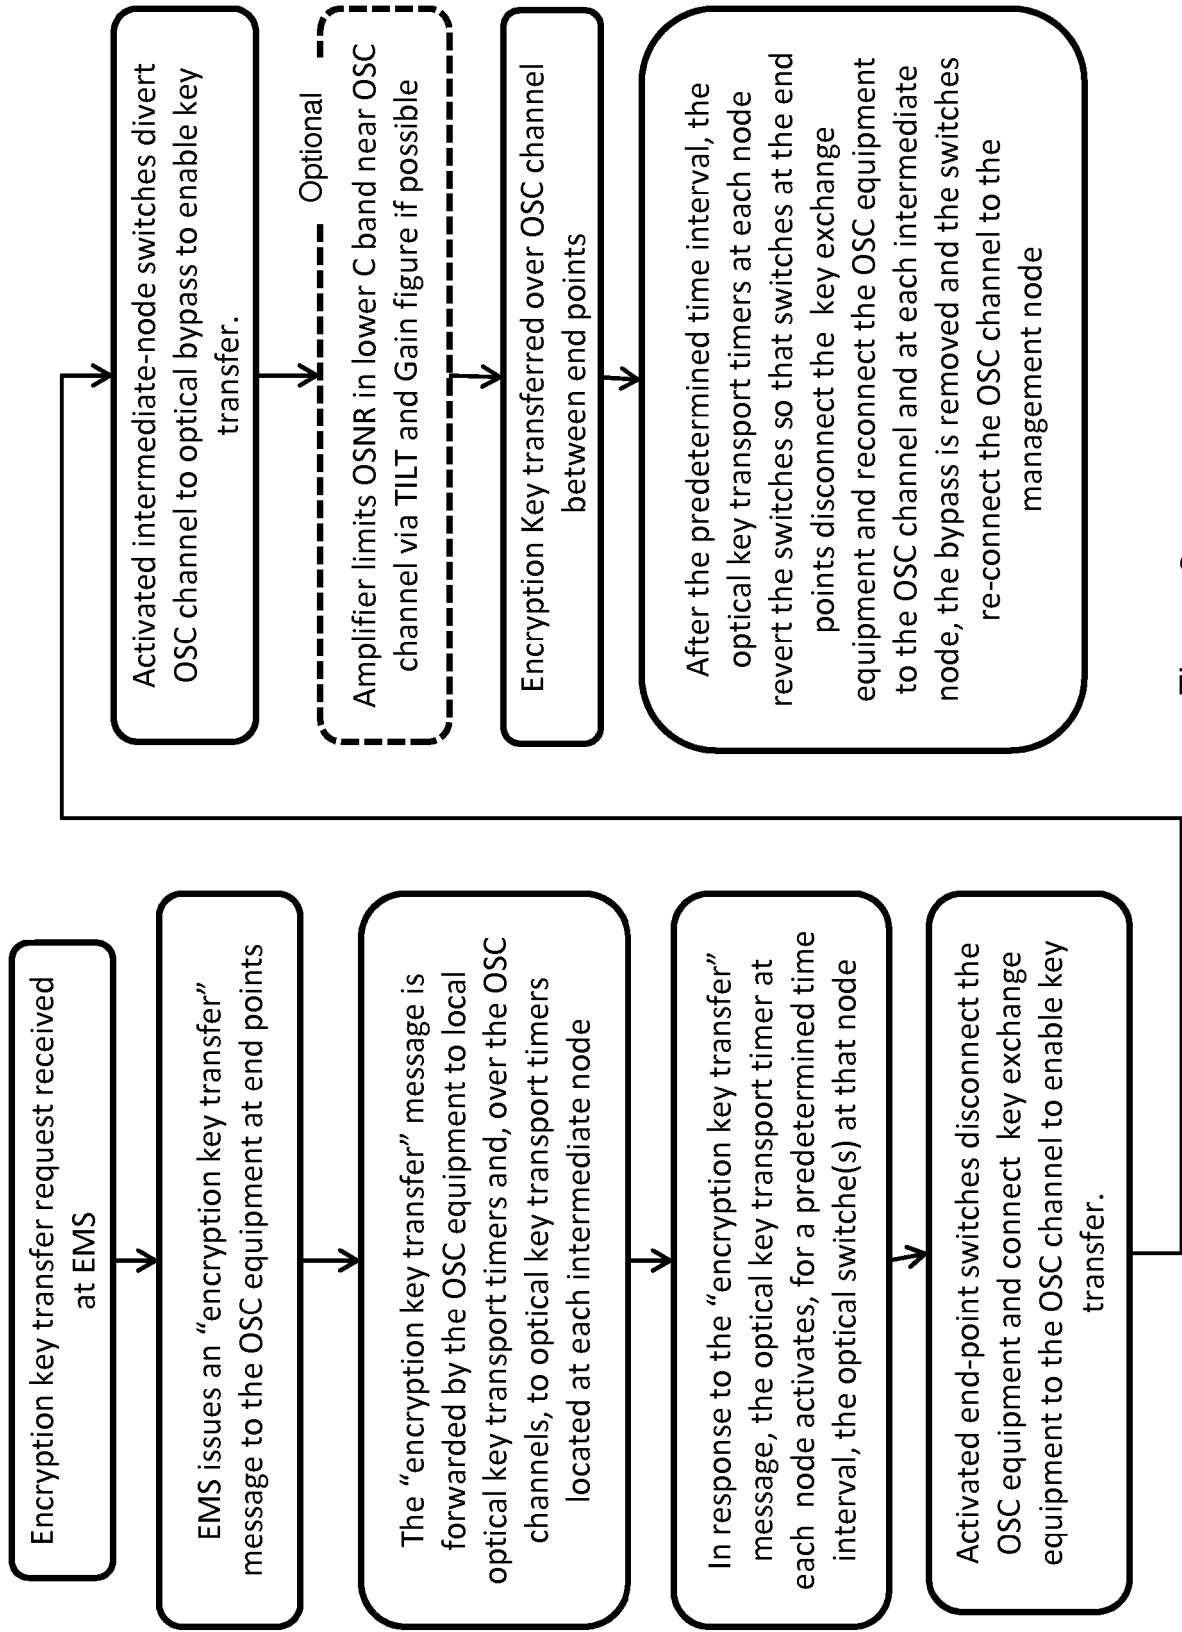 Encryption key transfer request received
at EMS
EMS issues an “encryption key transfer”
message to the OSC equipment at end points
The “encryption key transfer” message is
forwarded by the OSC equipment to local
optical key transport timers and, over the OSC
channels, to optical key transport timers
located at each intermediate node
In response to the “encryption key transfer”
message, the optical key transport timer at
each node activates, for a predetermined time
interval, the optical switche(s) at that node
Activated end-point switches disconnect the
OSC equipment and connect key exchange
equipment to the OSC channel to enable key
transfer.
Activated intermediate-node switches divert
OSC channel to optical bypass to enable key
transfer.
Optional
Amplifier limits OSNR in lower C band near OSC
channel via TILT and Gain figure if possible
Encryption Key transferred over OSC channel
between end points
After the predetermined time interval, the
optical key transport timers at each node
revert the switches so that switches at the end
points disconnect the key exchange
equipment and reconnect the OSC equipment
to the OSC channel and at each intermediate
node, the bypass is removed and the switches
re-connect the OSC channel to the
management node